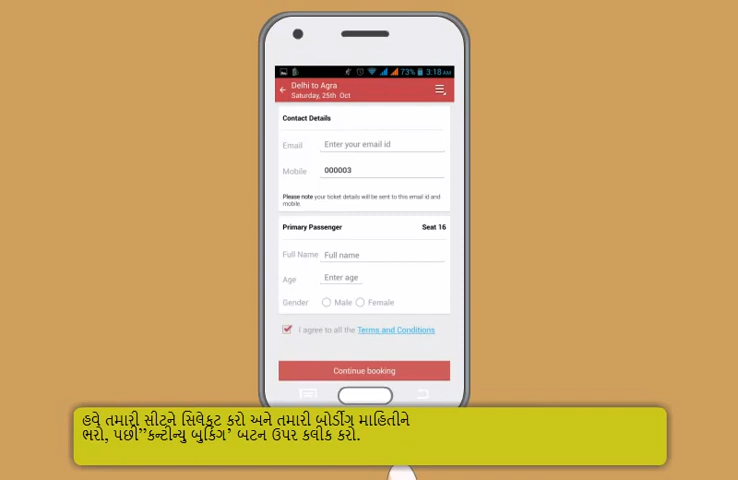 73% 3:18 AM
Delhi to Agra
Saturday, 25th Oct
Contact Details
Email Enter your email id
Mobile 000003
Please note your ticket details will be sent to this email id and
mobile
Primary Passenger Seat 16
Full Name Full name
Age Enter age
Gender Male Female
I agree to all the Terms and Conditions
Continue booking
હવે તમારી સીટને સિલેક્ટ કરો અને તમારી બોર્ડીંગ માહિતીને
ભરો, પછી”કન્ટીન્યુ બુકિંગ’ બટન ઉપર કલીક કરો.